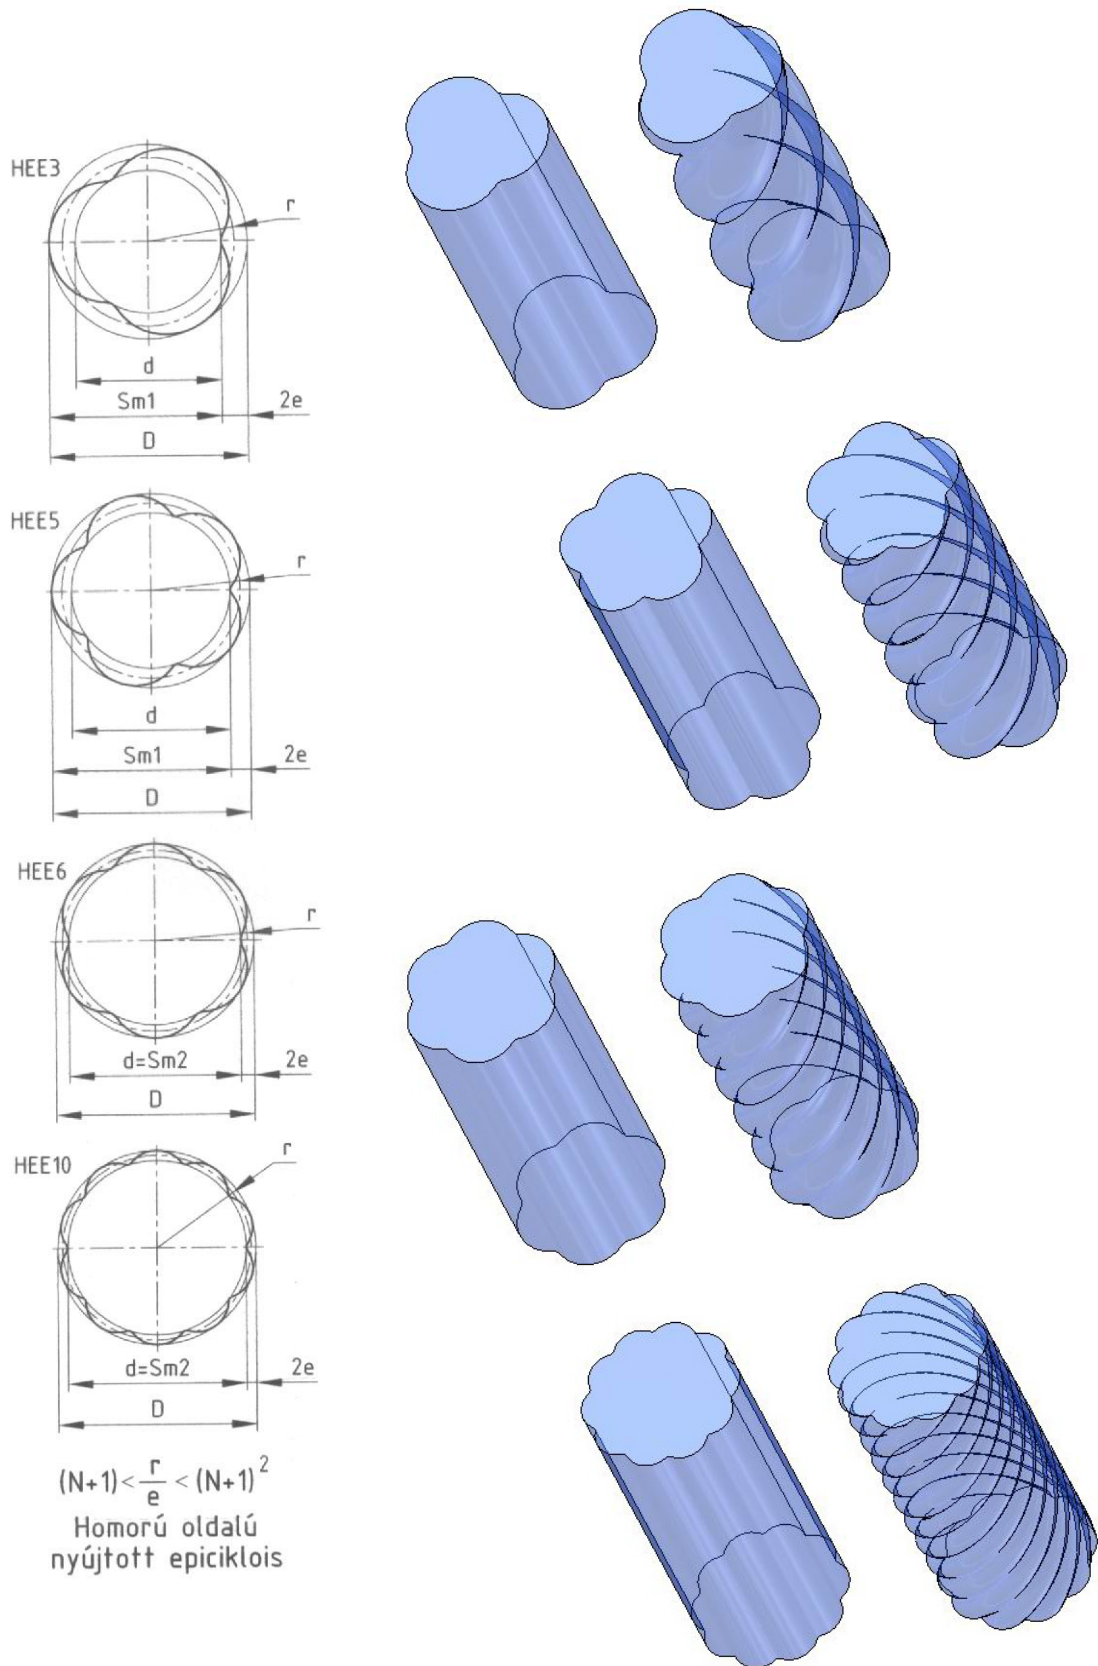 HEE3
r
d
Sm1
2e
D
HEE5
r
d
Sm1
2e
D
HEE6
r
d=Sm2
2e
D
HEE10
r
d=Sm2
2e
D
(N+1) < r/e < (N+1)²
Homorú oldalú
nyújtott epiciklois